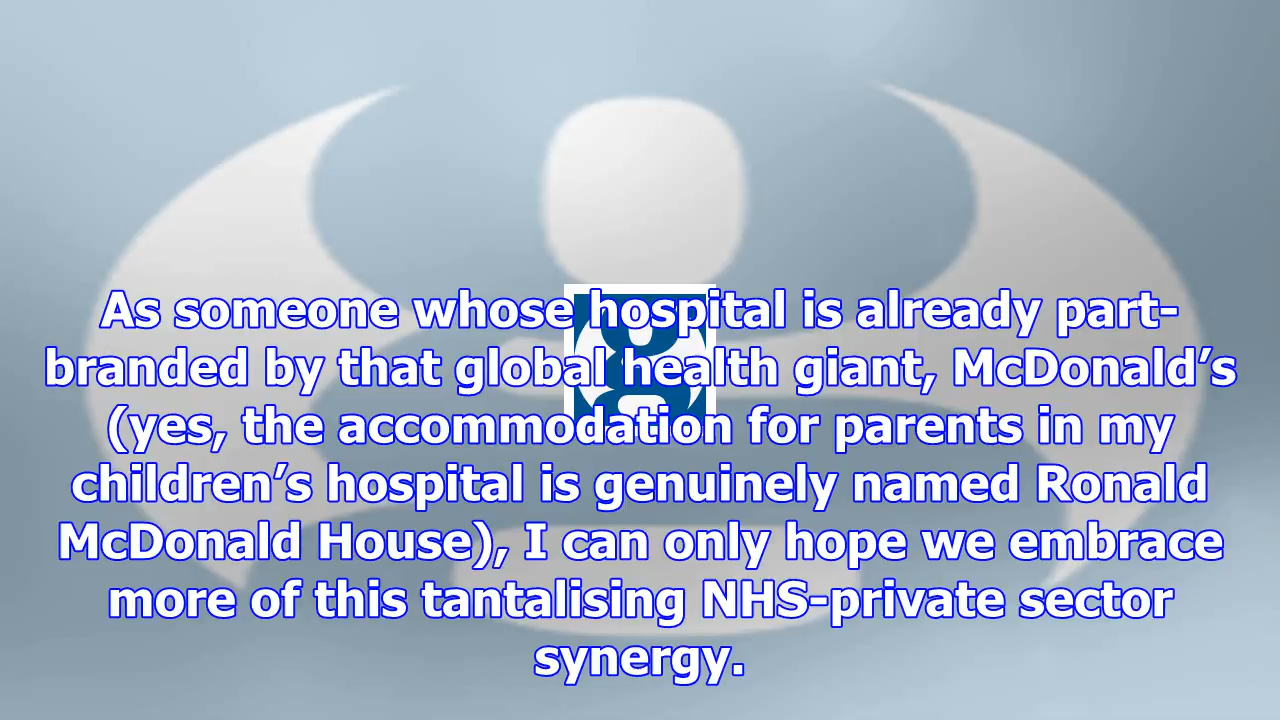 As someone whose hospital is already part-
branded by that global health giant, McDonald’s
(yes, the accommodation for parents in my
children’s hospital is genuinely named Ronald
McDonald House), I can only hope we embrace
more of this tantalising NHS-private sector
synergy.